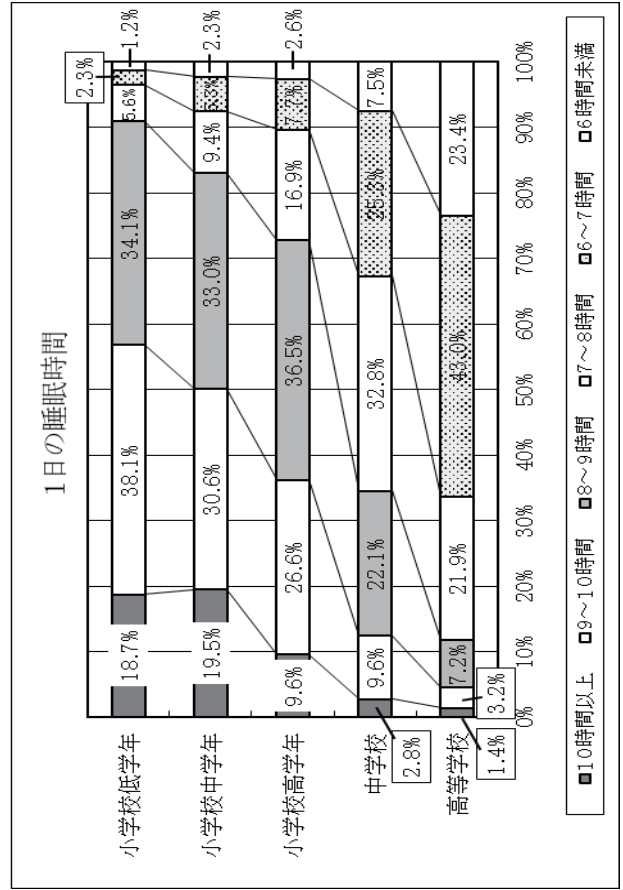 1日の睡眠時間
小学校低学年 18.7% 38.1% 34.1% 5.6% 2.3% 1.2%
小学校中学年 19.5% 30.6% 33.0% 9.4% 5.3% 2.3%
小学校高学年 9.6% 26.6% 36.5% 16.9% 7.7% 2.6%
中学校 2.8% 9.6% 22.1% 32.8% 25.3% 7.5%
高等学校 1.4% 3.2% 7.2% 21.9% 43.0% 23.4%
0% 10% 20% 30% 40% 50% 60% 70% 80% 90% 100%
■10時間以上 □9～10時間 ■8～9時間 □7～8時間 □6～7時間 □6時間未満